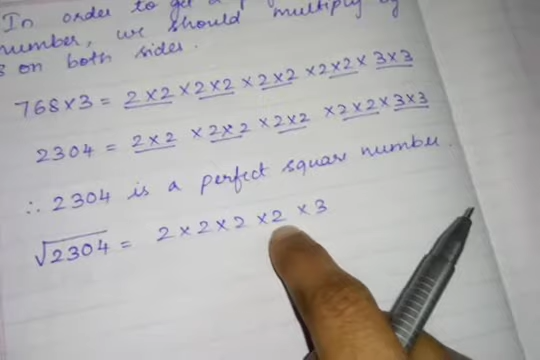 In order to get a
number, we should multiply by
3 on both sides.
768×3 = 2×2 ×2×2 ×2×2 ×2×2 × 3×3
2304 = 2×2 ×2×2 ×2×2 ×2×2 ×3×3
∴ 2304 is a perfect square number.
√2304 = 2×2×2×2×3